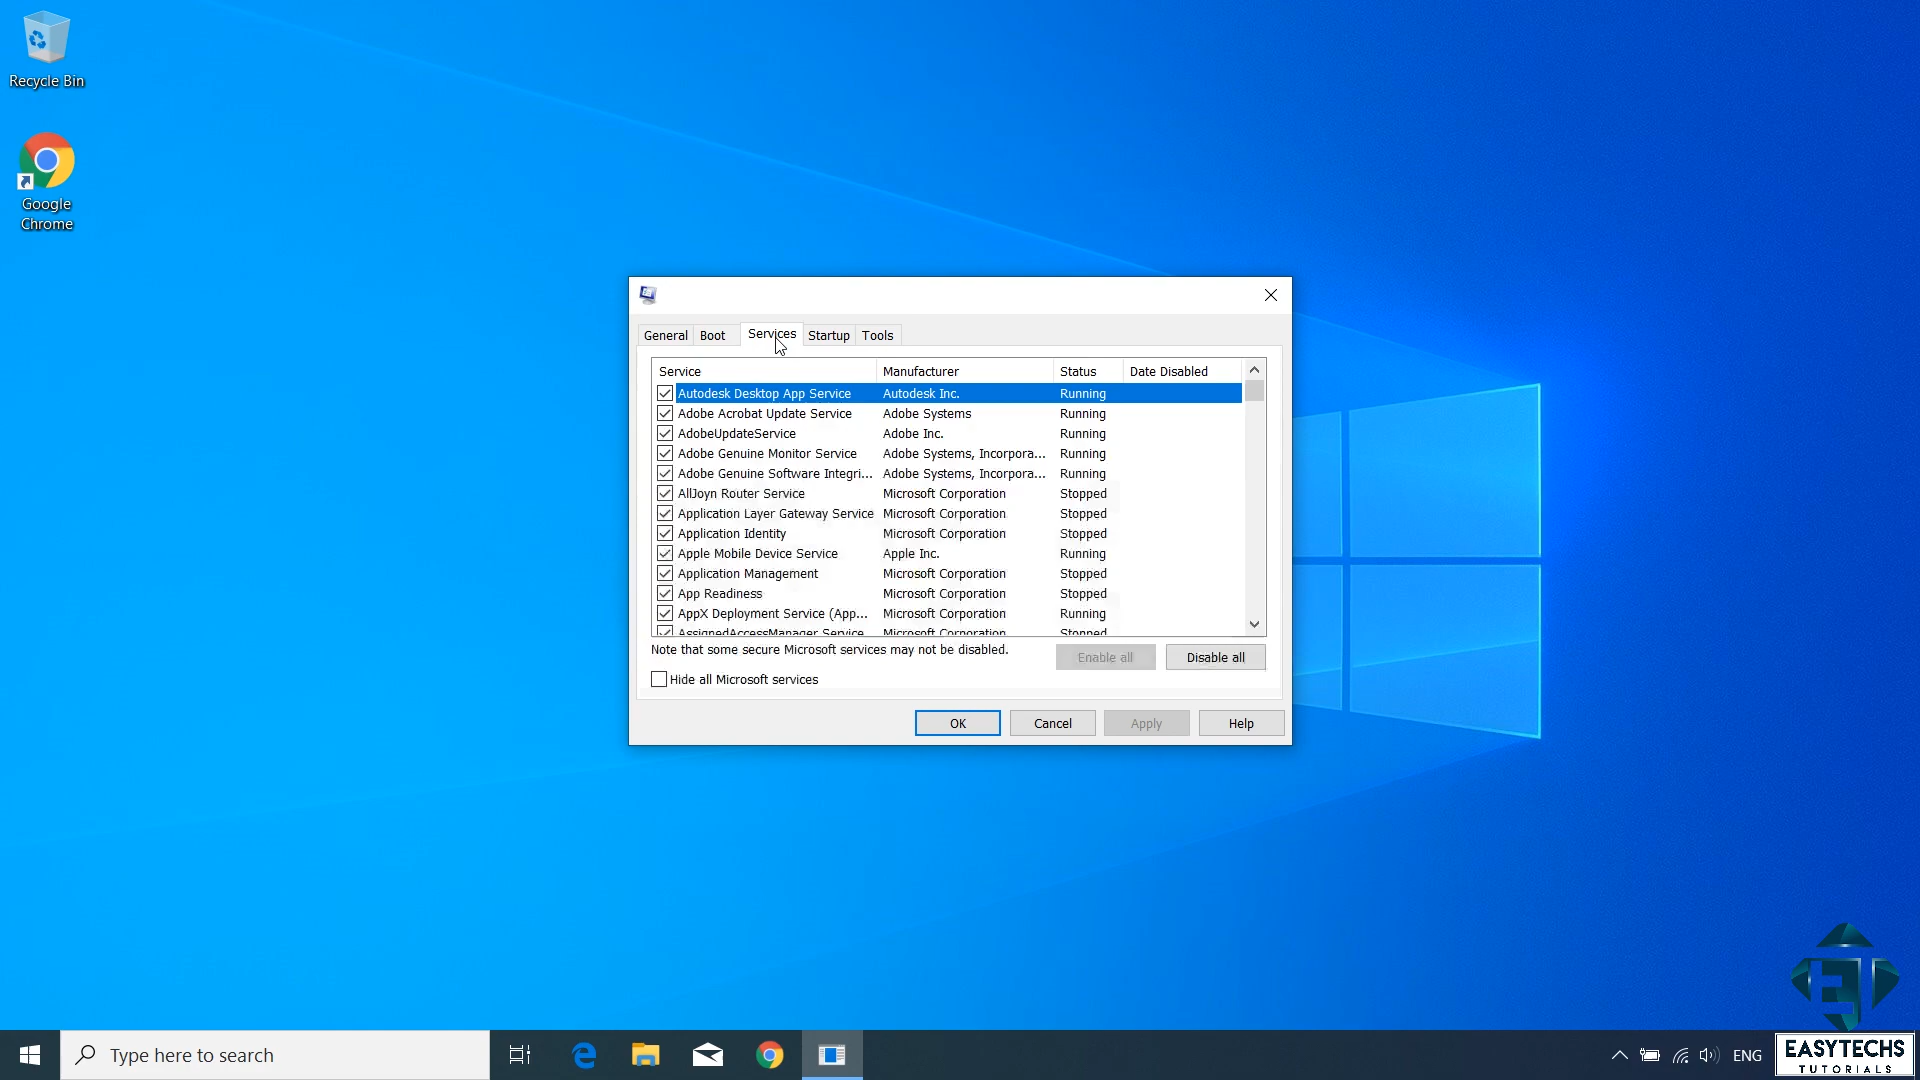 Recycle Bin
Google
Chrome
General Boot Services Startup Tools
Service Manufacturer Status Date Disabled
Autodesk Desktop App Service Autodesk Inc. Running
Adobe Acrobat Update Service Adobe Systems Running
AdobeUpdateService Adobe Inc. Running
Adobe Genuine Monitor Service Adobe Systems, Incorpora... Running
Adobe Genuine Software Integri... Adobe Systems, Incorpora... Running
AllJoyn Router Service Microsoft Corporation Stopped
Application Layer Gateway Service Microsoft Corporation Stopped
Application Identity Microsoft Corporation Stopped
Apple Mobile Device Service Apple Inc. Running
Application Management Microsoft Corporation Stopped
App Readiness Microsoft Corporation Stopped
AppX Deployment Service (App... Microsoft Corporation Running
AssignedAccessManager Service Microsoft Corporation Stopped
Note that some secure Microsoft services may not be disabled.
Enable all Disable all
Hide all Microsoft services
OK Cancel Apply Help
Type here to search
ENG
EASYTECHS
TUTORIALS